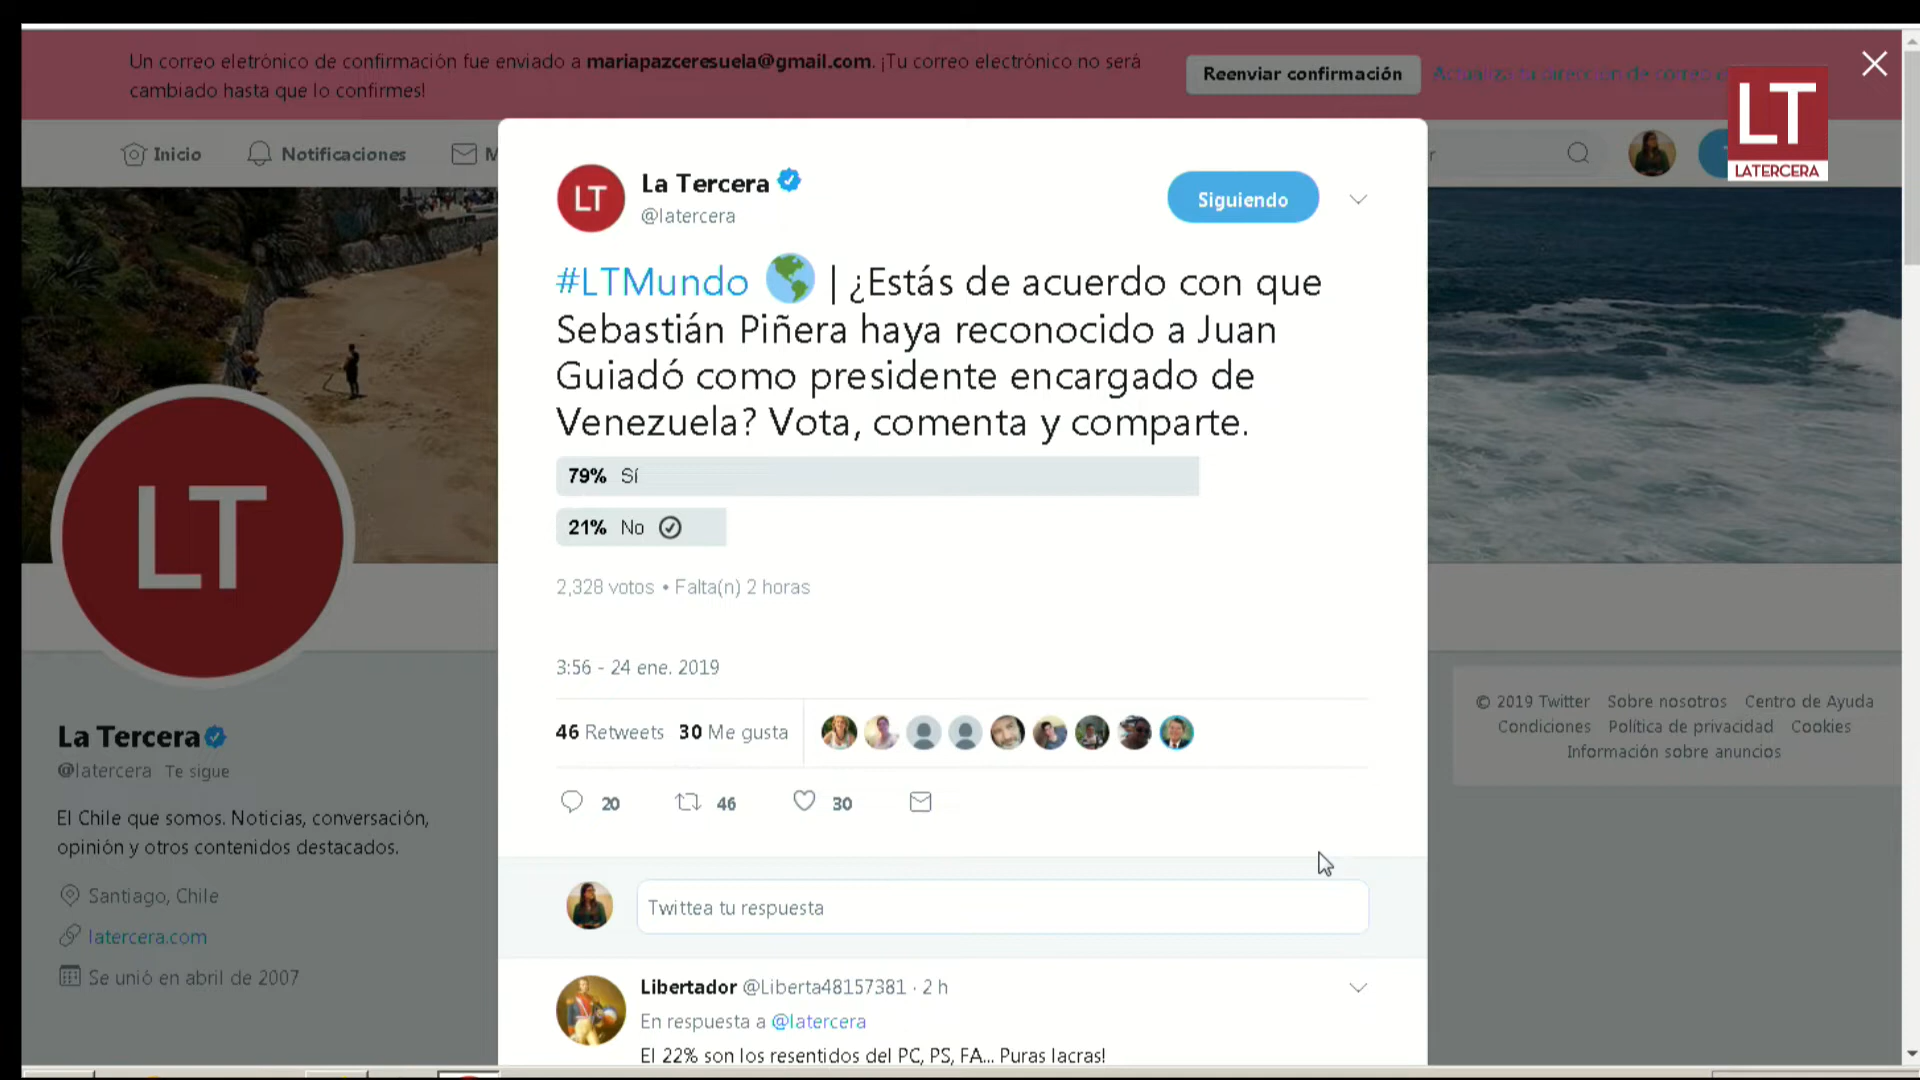 Un correo eletrónico de confirmación fue enviado a mariapazceresuela@gmail.com. ¡Tu correo electrónico no será
cambiado hasta que lo confirmes!
Reenviar confirmación
Actualiza tu dirección de correo
LT
LATERCERA
Inicio
Notificaciones
M
r
LT
La Tercera
@latercera
Siguiendo
#LTMundo | ¿Estás de acuerdo con que
Sebastián Piñera haya reconocido a Juan
Guiadó como presidente encargado de
Venezuela? Vota, comenta y comparte.
79% Sí
21% No
2,328 votos • Falta(n) 2 horas
3:56 - 24 ene. 2019
46 Retweets 30 Me gusta
20 46 30
Twittea tu respuesta
Libertador @Liberta48157381 · 2 h
En respuesta a @latercera
El 22% son los resentidos del PC, PS, FA... Puras lacras!
LT
La Tercera
@latercera Te sigue
El Chile que somos. Noticias, conversación,
opinión y otros contenidos destacados.
Santiago, Chile
latercera.com
Se unió en abril de 2007
© 2019 Twitter Sobre nosotros Centro de Ayuda
Condiciones Política de privacidad Cookies
Información sobre anuncios